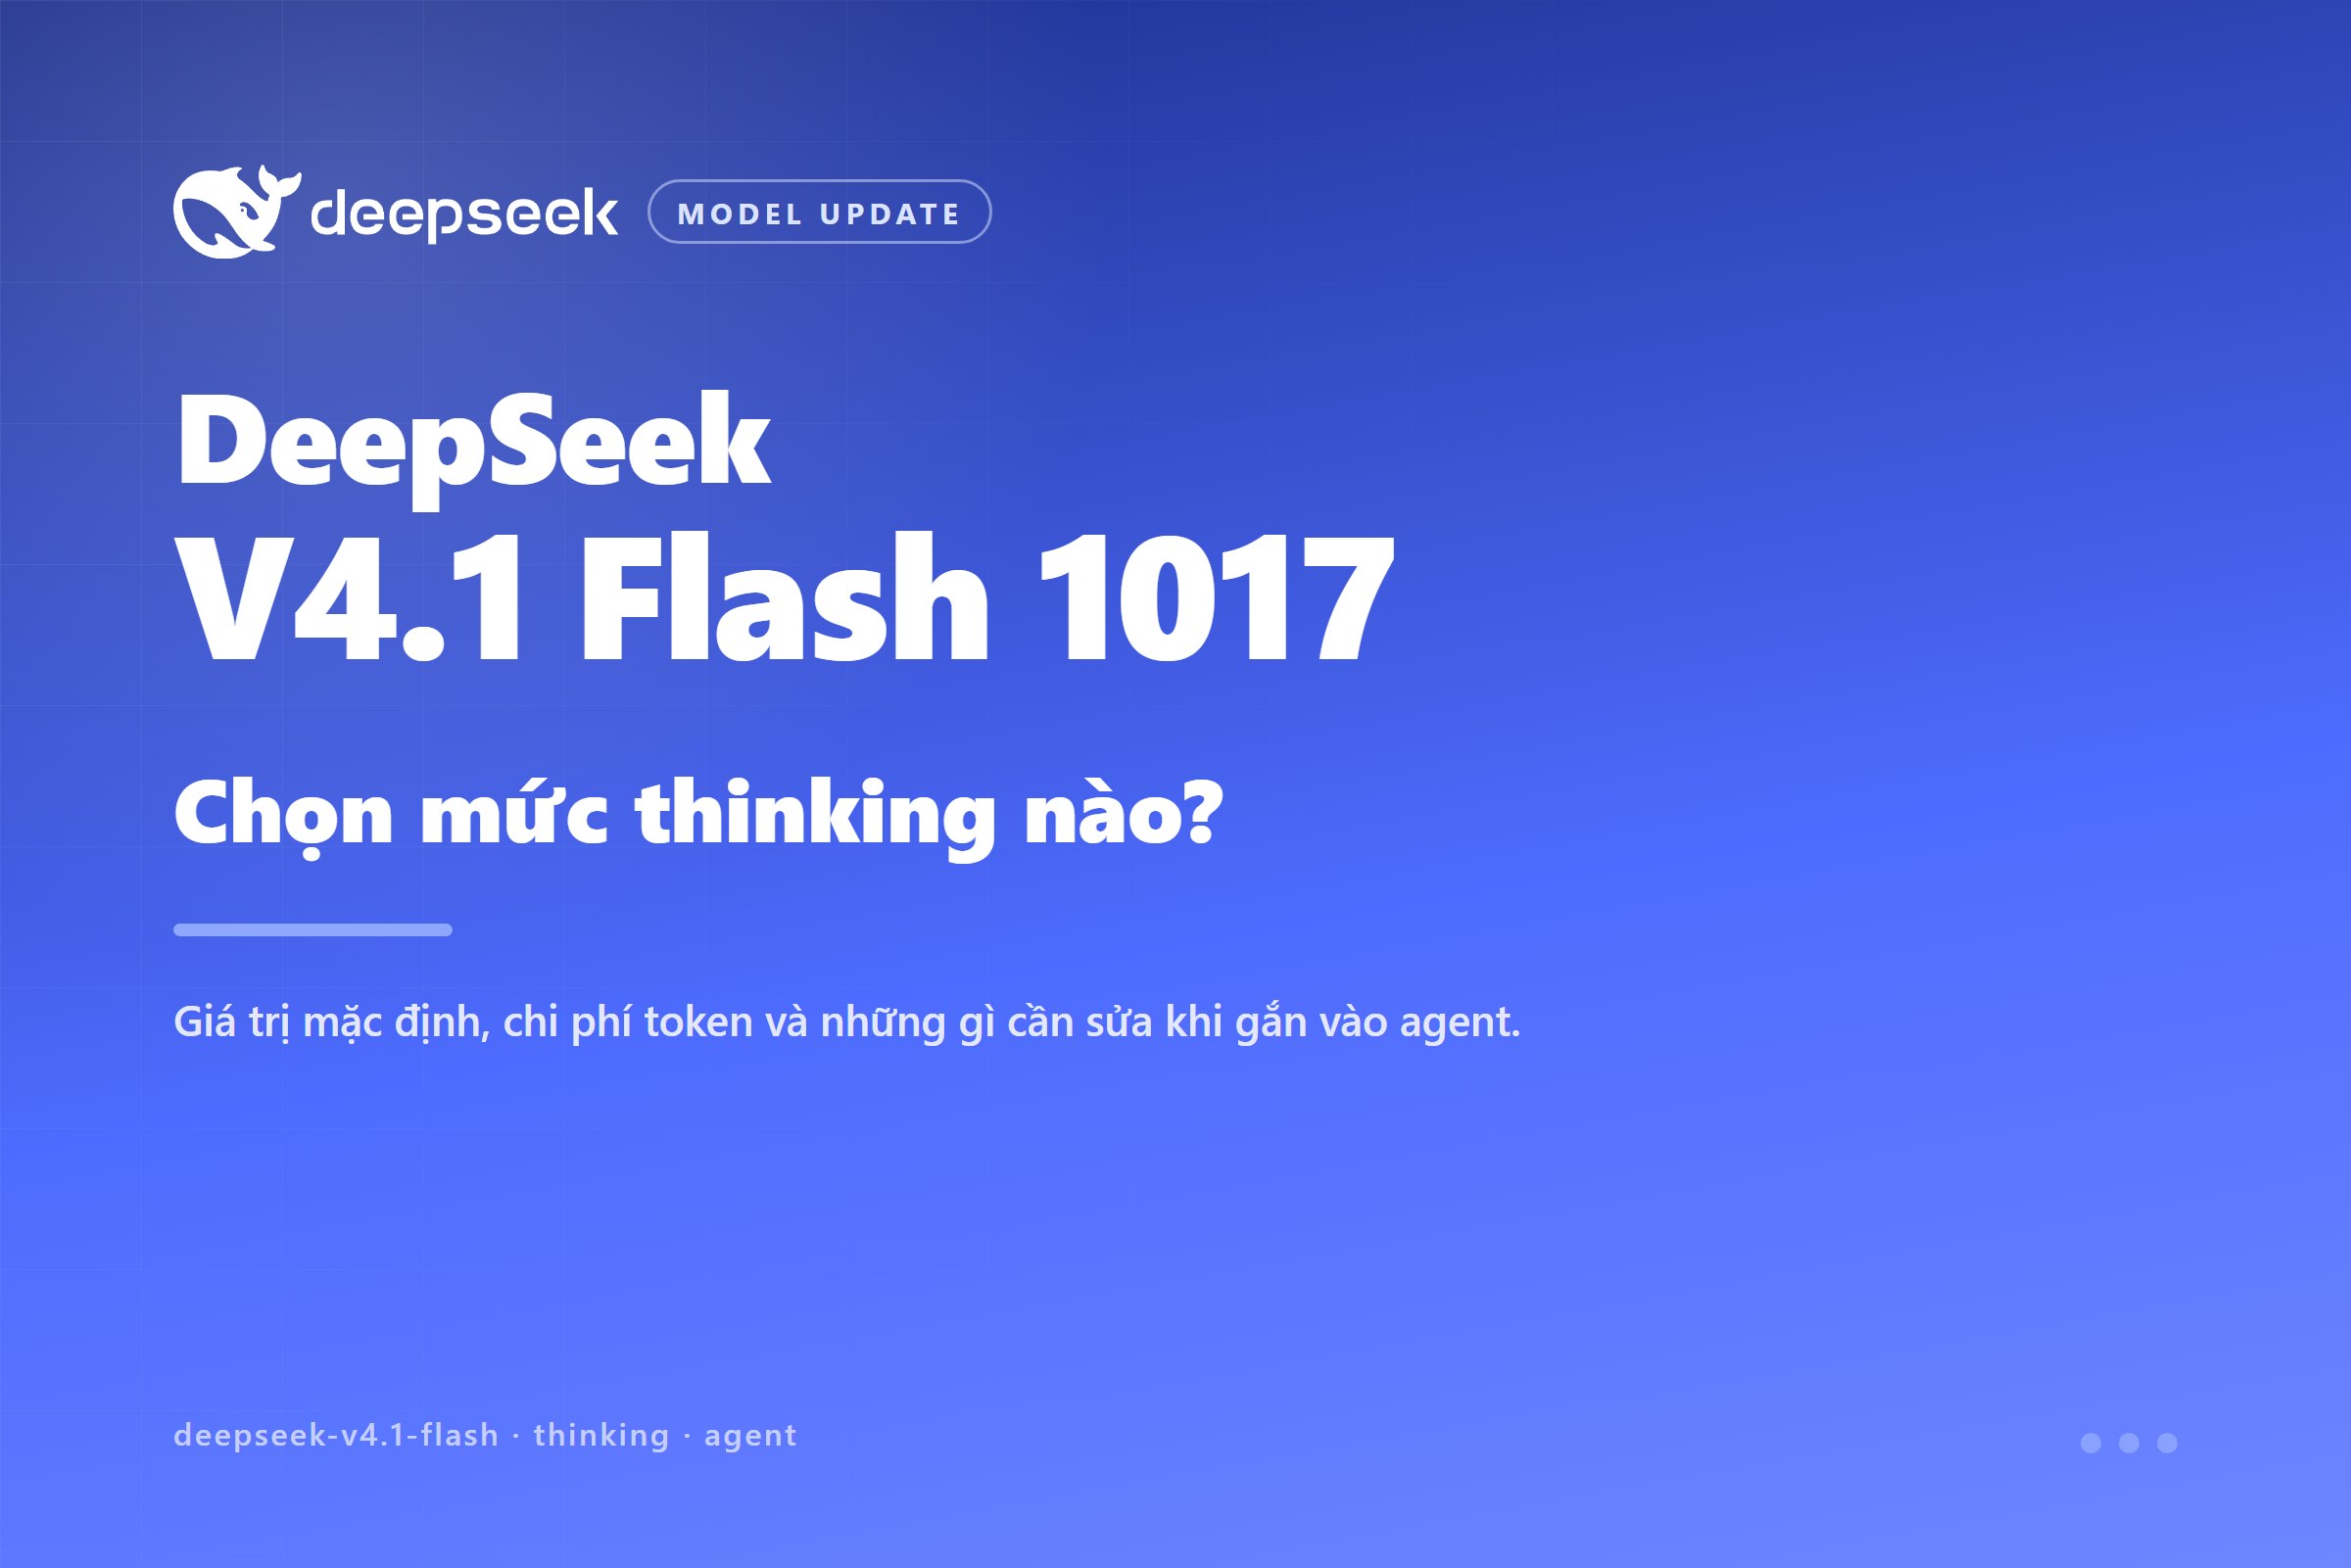 deepseek MODEL UPDATE
DeepSeek
V4.1 Flash 1017
Chọn mức thinking nào?
Giá trị mặc định, chi phí token và những gì cần sửa khi gắn vào agent.
deepseek-v4.1-flash · thinking · agent